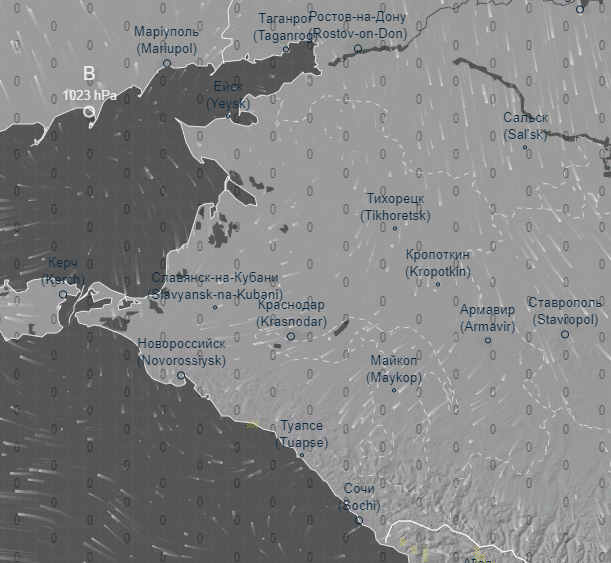 Таганрог Ростов-на-Дону
(Taganrog) (Rostov-on-Don)
Маріуполь
(Mariupol)
В
1023 hPa
Ейск
(Yeysk)
Сальск
(Sal'sk)
Тихорецк
(Tikhoretsk)
Керч
(Kerch)
Кропоткин
(Kropotkin)
Славянск-на-Кубани
(Slavyansk-na-Kubani)
Краснодар
(Krasnodar)
Армавир
(Armavir)
Ставрополь
(Stavropol)
Новороссийск
(Novorossiysk)
Майкоп
(Maykop)
Туапсе
(Tuapse)
Сочи
(Sochi)